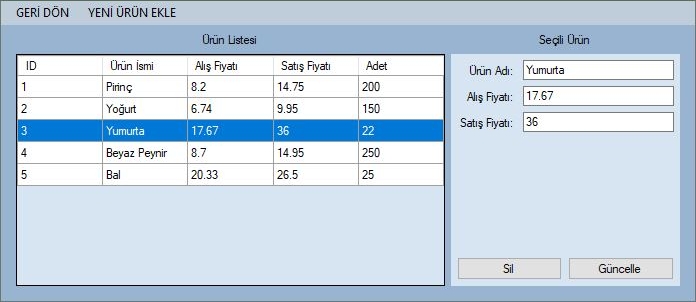 GERİ DÖN YENİ ÜRÜN EKLE
Ürün Listesi
ID Ürün İsmi Alış Fiyatı Satış Fiyatı Adet
1 Pirinç 8.2 14.75 200
2 Yoğurt 6.74 9.95 150
3 Yumurta 17.67 36 22
4 Beyaz Peynir 8.7 14.95 250
5 Bal 20.33 26.5 25
Seçili Ürün
Ürün Adı: Yumurta
Alış Fiyatı: 17.67
Satış Fiyatı: 36
Sil Güncelle